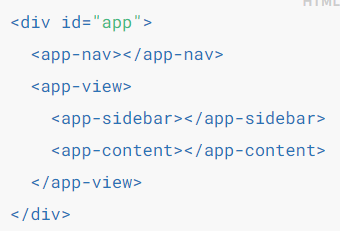 HTML
<div id="app">
  <app-nav></app-nav>
  <app-view>
    <app-sidebar></app-sidebar>
    <app-content></app-content>
  </app-view>
</div>